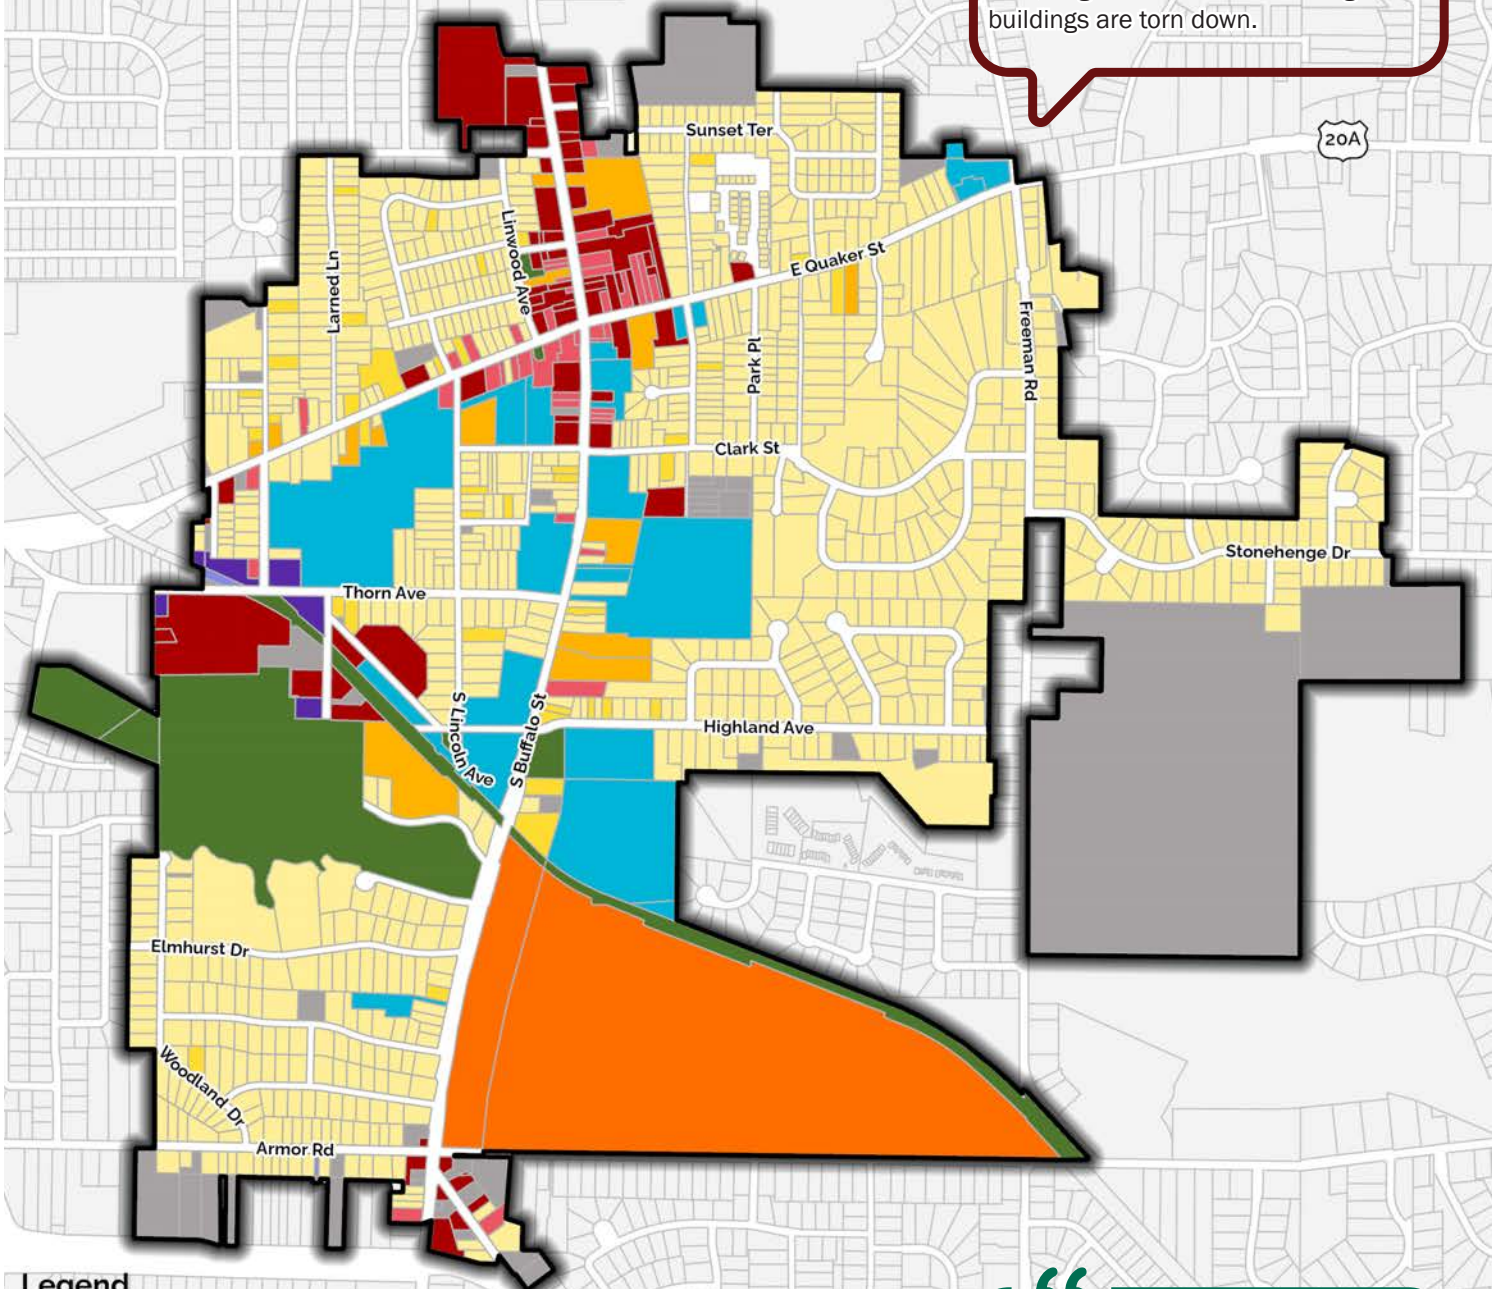 buildings are torn down.
Sunset Ter
20A
Linwood Ave
Larned Ln
E Quaker St
Freeman Rd
Park Pl
Clark St
Stonehenge Dr
Thorn Ave
S Lincoln Ave
S Buffalo St
Highland Ave
Elmhurst Dr
Woodland Dr
Armor Rd
Legend
“